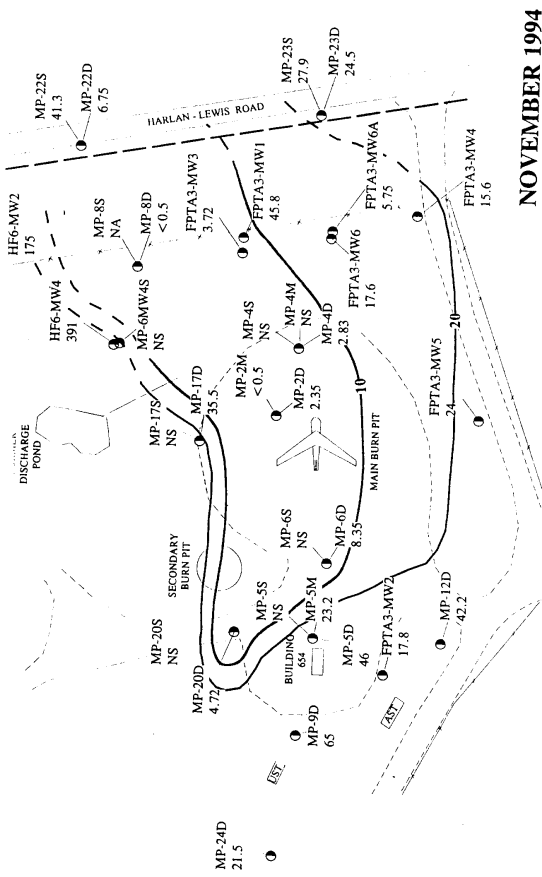 MP-22S
41.3
MP-22D
6.75
HARLAN - LEWIS ROAD
MP-23S
27.9
MP-23D
24.5
HF6-MW2
175
MP-8S
NA
MP-8D
<0.5
FPTA3-MW3
3.72
FPTA3-MW1
45.8
FPTA3-MW6A
5.75
FPTA3-MW6
17.6
FPTA3-MW4
15.6
HF6-MW4
391
MP-6MW4S
NS
MP-4S
NS
MP-4M
NS
MP-4D
2.83
MP-17S
NS
MP-17D
35.5
MP-2M
<0.5
MP-2D
2.35
10
20
FPTA3-MW5
24
DISCHARGE
POND
MAIN BURN PIT
SECONDARY
BURN PIT
MP-6S
NS
MP-6D
8.35
MP-20S
NS
MP-20D
4.72
MP-5S
NS
MP-5M
23.2
MP-5D
46
BUILDING
654
FPTA3-MW2
17.8
MP-12D
42.2
MP-9D
65
UST
AST
MP-24D
21.5
NOVEMBER 1994